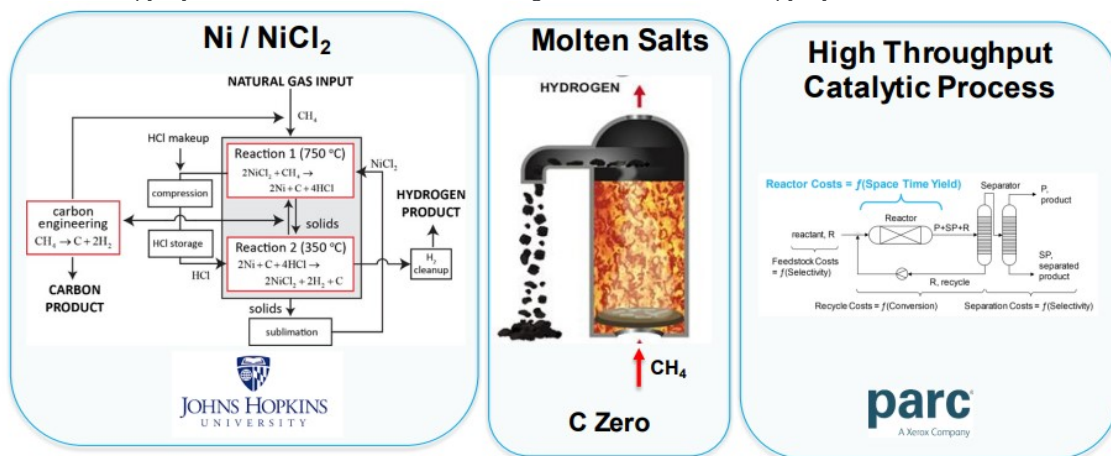 Ni / NiCl₂
NATURAL GAS INPUT
CH₄
HCl makeup
compression
HCl storage
HCl
Reaction 1 (750 °C)
2NiCl₂ + CH₄ →
2Ni + C + 4HCl
NiCl₂
solids
Reaction 2 (350 °C)
2Ni + C + 4HCl →
2NiCl₂ + 2H₂ + C
solids
sublimation
carbon
engineering
CH₄ → C + 2H₂
CARBON
PRODUCT
HYDROGEN
PRODUCT
H₂
cleanup
JOHNS HOPKINS
UNIVERSITY
Molten Salts
HYDROGEN
CH₄
C Zero
High Throughput
Catalytic Process
Reactor Costs = ƒ(Space Time Yield)
Separator
P,
product
Reactor
P+SP+R
reactant, R
Feedstock Costs
= ƒ(Selectivity)
SP,
separated
product
R, recycle
Recycle Costs = ƒ(Conversion)
Separation Costs = ƒ(Selectivity)
parc®
A Xerox Company